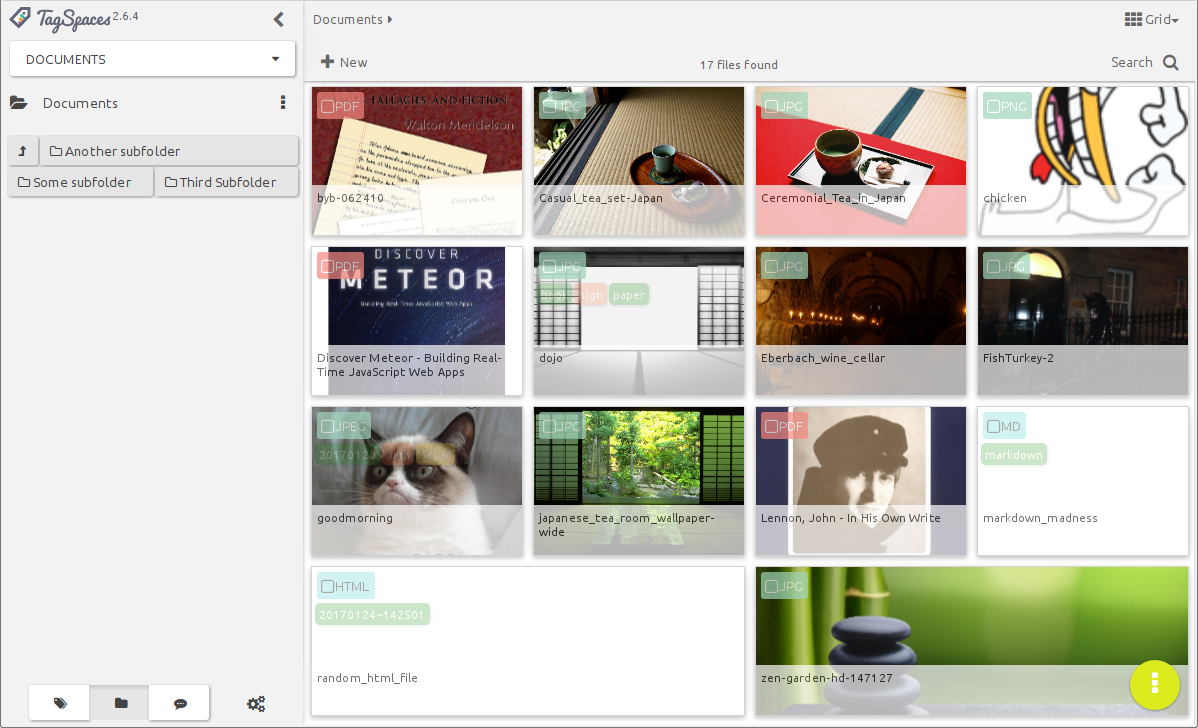 TagSpaces 2.6.4
DOCUMENTS
Documents
Another subfolder
Some subfolder
Third Subfolder
Documents
Grid
New
17 files found
Search
PDF
, FALLACIES, AND FICTION
Walton Mendelson
byb-062410
JPG
Casual_tea_set-Japan
JPG
Ceremonial_Tea_in_Japan
PNG
chicken
PDF
DISCOVER
METEOR
Building Real-Time JavaScript Web Apps
Discover Meteor - Building Real-
Time JavaScript Web Apps
JPG
high
paper
dojo
JPG
Eberbach_wine_cellar
JPG
FishTurkey-2
JPEG
20170120
goodmorning
JPG
japanese_tea_room_wallpaper-
wide
PDF
Lennon, John - In His Own Write
MD
markdown
markdown_madness
HTML
20170124~142501
random_html_file
JPG
zen-garden-hd-147127